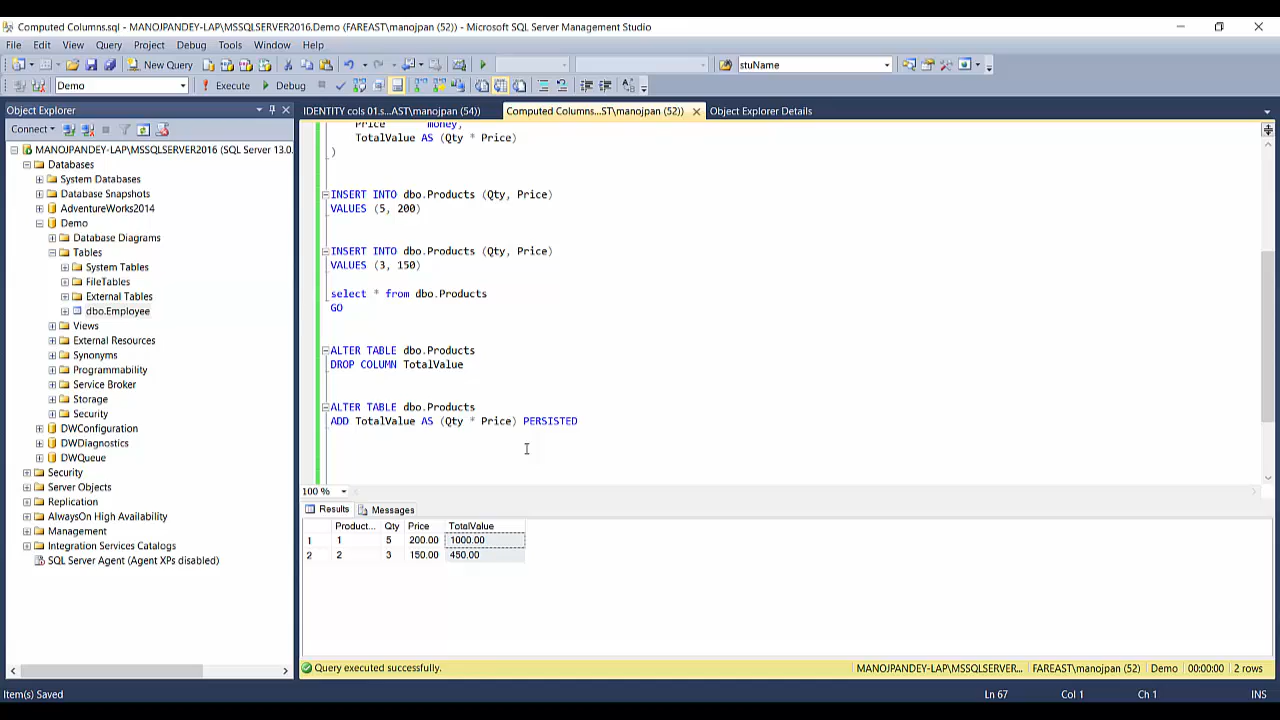 Computed Columns.sql - MANOJPANDEY-LAP\MSSQLSERVER2016.Demo (FAREAST\manojpan (52)) - Microsoft SQL Server Management Studio
File Edit View Query Project Debug Tools Window Help
New Query stuName
Demo Execute Debug
Object Explorer
IDENTITY cols 01.s...AST\manojpan (54)) Computed Columns...ST\manojpan (52)) Object Explorer Details
Connect
MANOJPANDEY-LAP\MSSQLSERVER2016 (SQL Server 13.0.
Databases
System Databases
Database Snapshots
AdventureWorks2014
Demo
Database Diagrams
Tables
System Tables
FileTables
External Tables
dbo.Employee
Views
External Resources
Synonyms
Programmability
Service Broker
Storage
Security
DWConfiguration
DWDiagnostics
DWQueue
Security
Server Objects
Replication
AlwaysOn High Availability
Management
Integration Services Catalogs
SQL Server Agent (Agent XPs disabled)
Price money,
TotalValue AS (Qty * Price)
)
INSERT INTO dbo.Products (Qty, Price)
VALUES (5, 200)
INSERT INTO dbo.Products (Qty, Price)
VALUES (3, 150)
select * from dbo.Products
GO
ALTER TABLE dbo.Products
DROP COLUMN TotalValue
ALTER TABLE dbo.Products
ADD TotalValue AS (Qty * Price) PERSISTED
100 %
Results Messages
Product... Qty Price TotalValue
1 1 5 200.00 1000.00
2 2 3 150.00 450.00
Query executed successfully. MANOJPANDEY-LAP\MSSQLSERVER... FAREAST\manojpan (52) Demo 00:00:00 2 rows
Item(s) Saved Ln 67 Col 1 Ch 1 INS